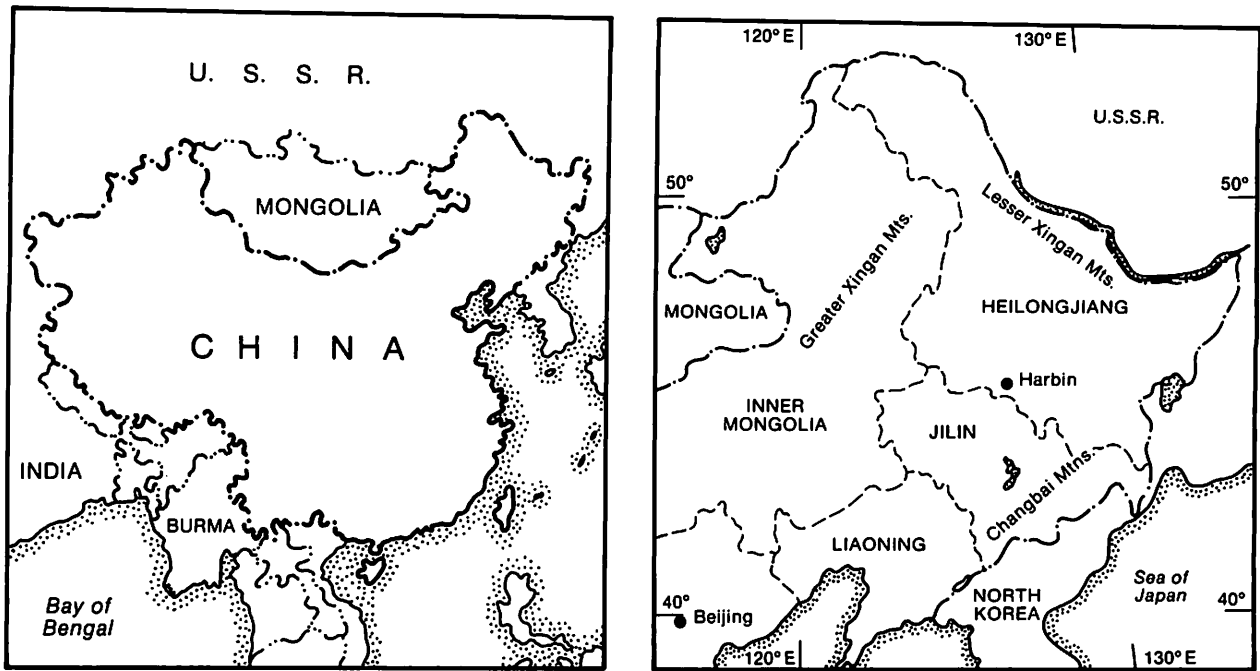 U. S. S. R.
MONGOLIA
CHINA
INDIA
BURMA
Bay of
Bengal
120° E
130° E
U.S.S.R.
50°
50°
Lesser Xingan Mts.
Greater Xingan Mts.
MONGOLIA
HEILONGJIANG
Harbin
INNER
MONGOLIA
JILIN
Changbai Mtns.
LIAONING
NORTH
KOREA
Sea of
Japan
40°
Beijing
40°
120° E
130° E